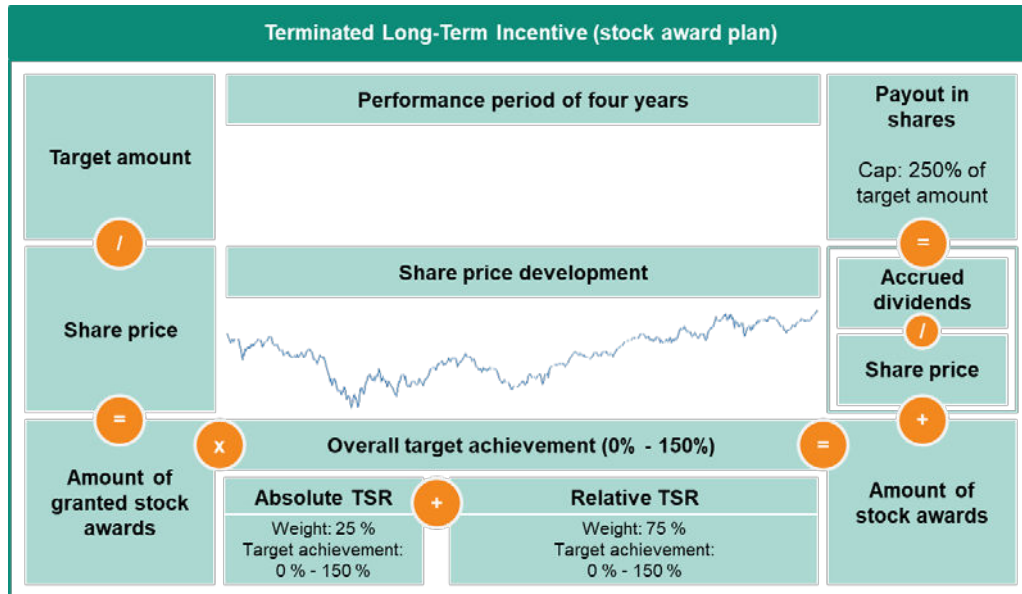 Terminated Long-Term Incentive (stock award plan)
Target amount
/
Share price
=
Amount of
granted stock
awards
x
Performance period of four years
Share price development
Overall target achievement (0% - 150%)
Absolute TSR
Weight: 25 %
Target achievement:
0 % - 150 %
+
Relative TSR
Weight: 75 %
Target achievement:
0 % - 150 %
=
Payout in
shares
Cap: 250% of
target amount
=
Accrued
dividends
/
Share price
+
Amount of
stock awards